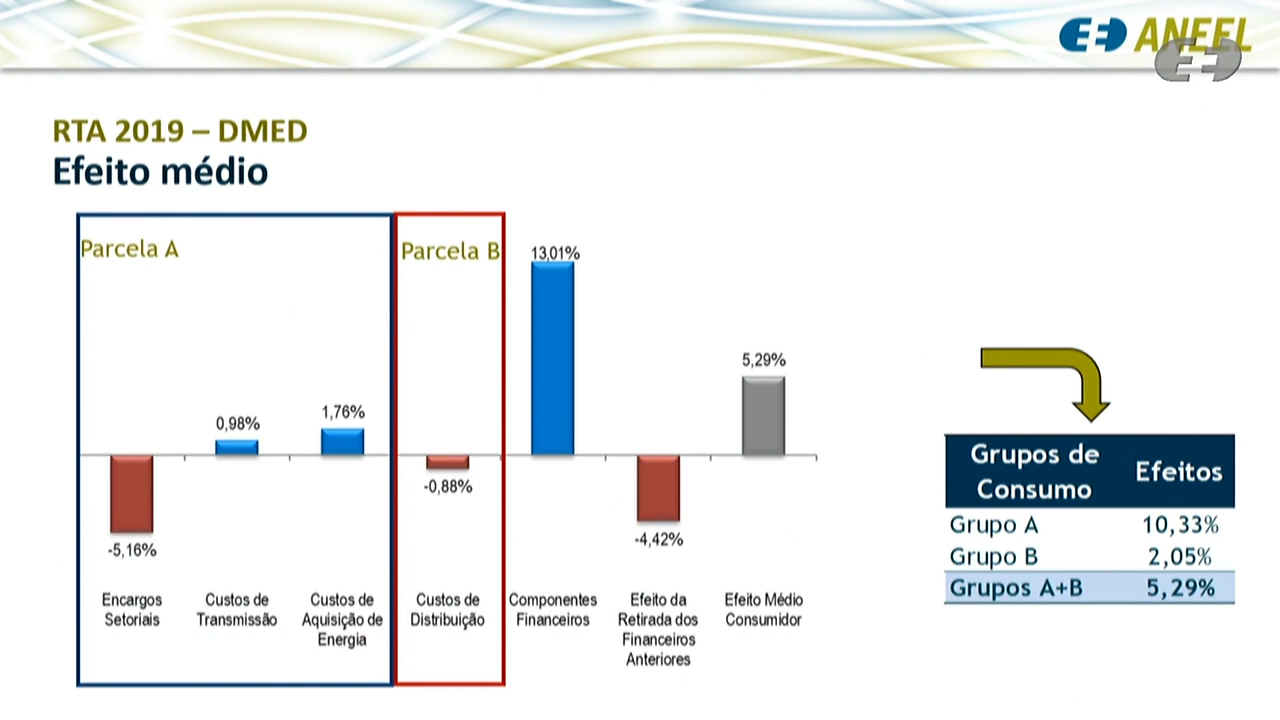 ANEEL
RTA 2019 – DMED
Efeito médio
Parcela A
Parcela B
13,01%
5,29%
1,76%
0,98%
-0,88%
-4,42%
-5,16%
Encargos
Setoriais
Custos de
Transmissão
Custos de
Aquisição de
Energia
Custos de
Distribuição
Componentes
Financeiros
Efeito da
Retirada dos
Financeiros
Anteriores
Efeito Médio
Consumidor
Grupos de
Consumo
Efeitos
Grupo A 10,33%
Grupo B 2,05%
Grupos A+B 5,29%